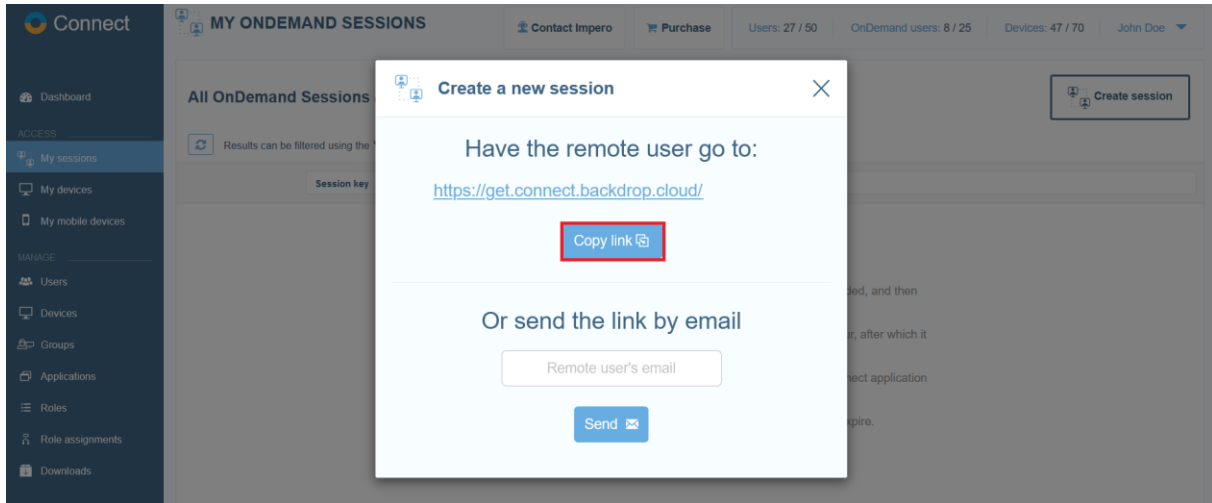 Connect
MY ONDEMAND SESSIONS
Contact Impero
Purchase
Users: 27 / 50
OnDemand users: 8 / 25
Devices: 47 / 70
John Doe
Dashboard
ACCESS
My sessions
My devices
My mobile devices
MANAGE
Users
Devices
Groups
Applications
Roles
Role assignments
Downloads
All OnDemand Sessions
Create session
Results can be filtered using the
Session key
Create a new session
Have the remote user go to:
https://get.connect.backdrop.cloud/
Copy link
Or send the link by email
Remote user's email
Send
and then
after which it
application